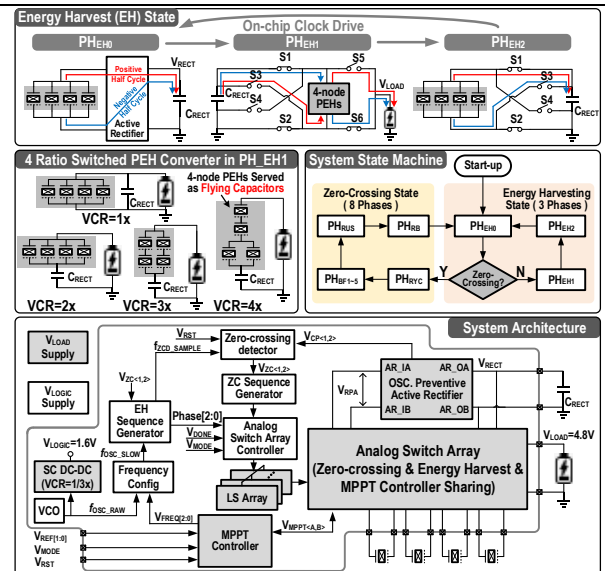 Energy Harvest (EH) State
On-chip Clock Drive
PHEH0
PHEH1
PHEH2
Positive Half Cycle
Negative Half Cycle
Active Rectifier
VRECT
CRECT
S1
S3
S4
S2
CRECT
4-node PEHs
S5
S6
VLOAD
S1
S3
S4
S2
CRECT
4 Ratio Switched PEH Converter in PH_EH1
CRECT
VCR=1x
4-node PEHs Served as Flying Capacitors
CRECT
VCR=2x
CRECT
VCR=3x
CRECT
VCR=4x
System State Machine
Start-up
Zero-Crossing State ( 8 Phases )
Energy Harvesting State ( 3 Phases )
PHRUS
PHRB
PHEH0
PHEH2
PHBF1~5
PHRYC
Y
Zero-Crossing?
N
PHEH1
System Architecture
VLOAD Supply
VLOGIC Supply
VRST
fZCD_SAMPLE
Zero-crossing detector
VCP<1,2>
VZC<1,2>
VZC<1,2>
ZC Sequence Generator
EH Sequence Generator
Phase[2:0]
VDONE
VMODE
Analog Switch Array Controller
AR_IA
AR_OA
VRPA
OSC. Preventive Active Rectifier
AR_IB
AR_OB
VRECT
CRECT
VLOGIC=1.6V
fOSC_SLOW
SC DC-DC (VCR=1/3x)
Frequency Config
LS Array
Analog Switch Array (Zero-crossing & Energy Harvest & MPPT Controller Sharing)
VLOAD=4.8V
VCO
fOSC_RAW
VFREQ[2:0]
VMPPT<A,B>
VREF[1:0]
VMODE
VRST
MPPT Controller